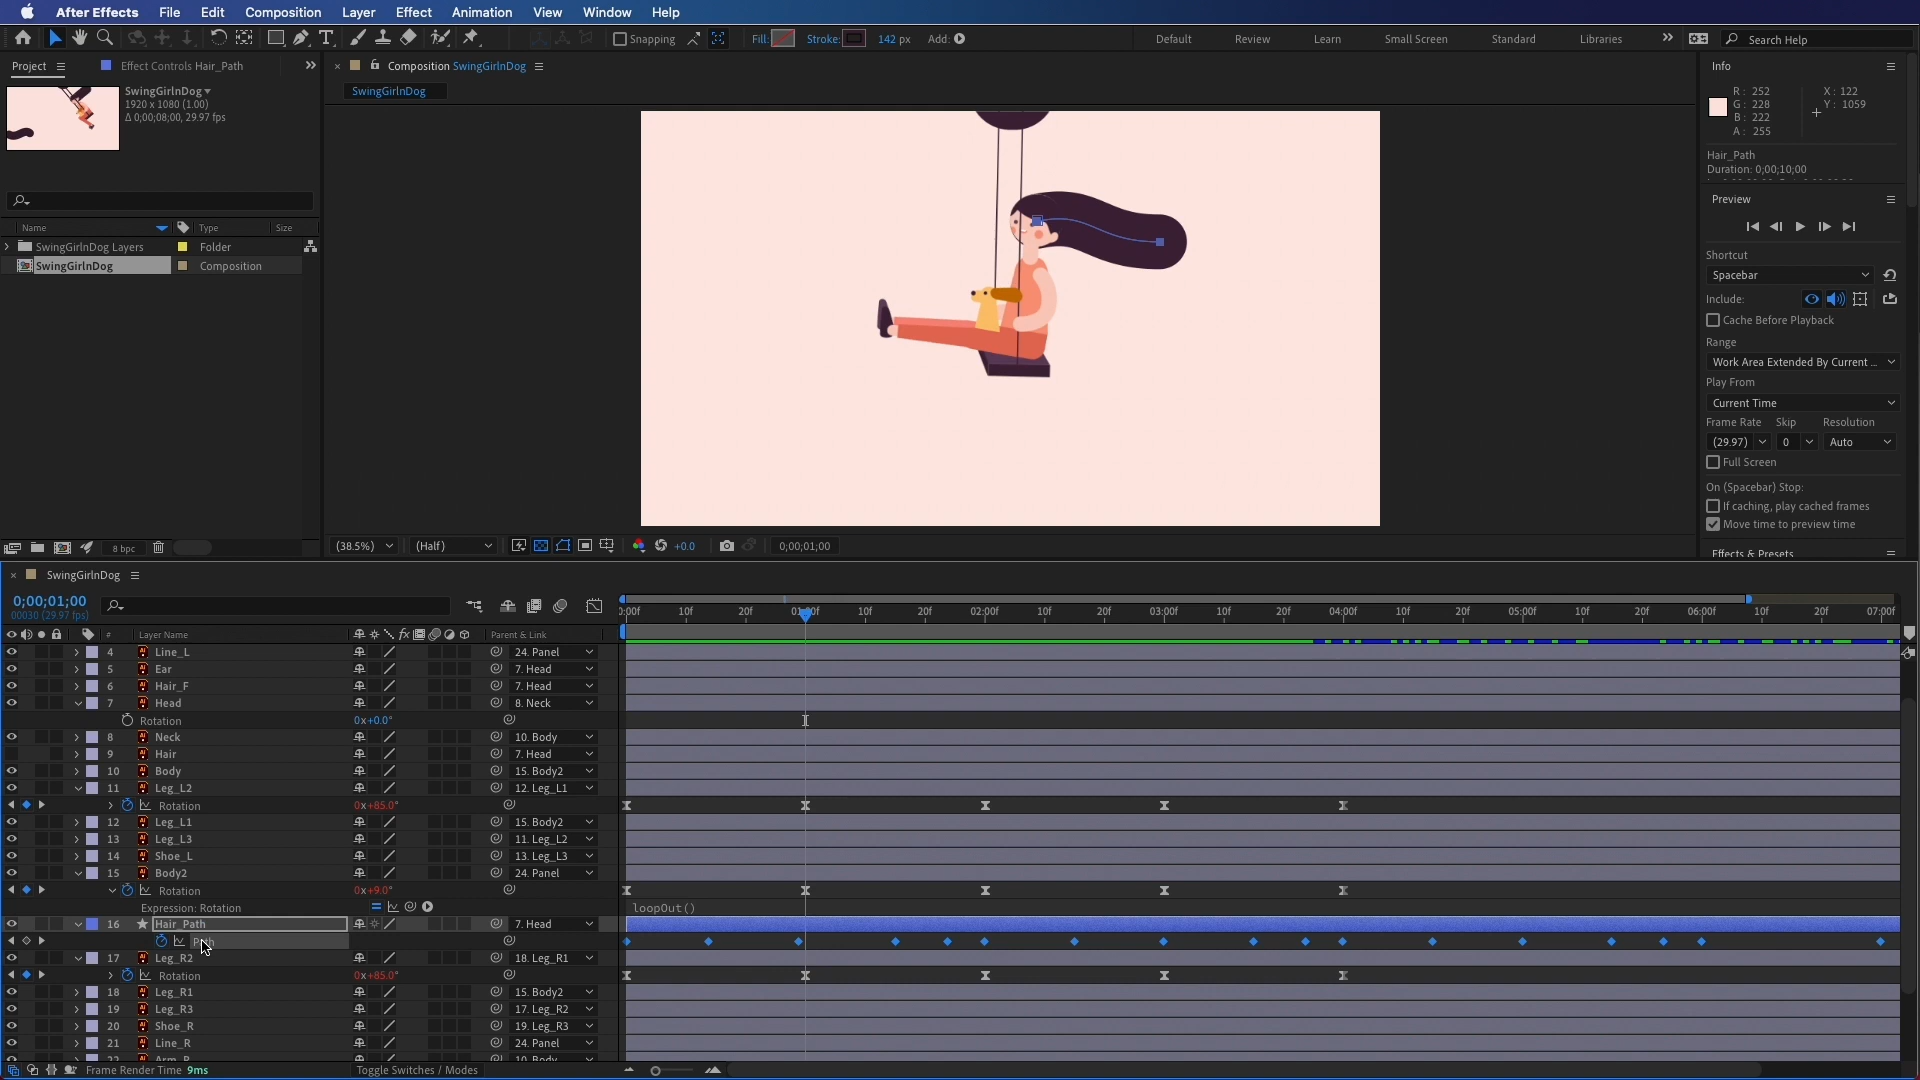 After Effects File Edit Composition Layer Effect Animation View Window Help
Snapping Fill: Stroke: 142 px Add: Default Review Learn Small Screen Standard Libraries Search Help
Project Effect Controls Hair_Path
Composition SwingGirlnDog
SwingGirlnDog
SwingGirlnDog
1920 x 1080 (1.00)
Δ 0;00;08;00, 29.97 fps
Name Type Size
SwingGirlnDog Layers Folder
SwingGirlnDog Composition
8 bpc
(38.5%) (Half) +0.0 0;00;01;00
Info
R: 252 X: 122
G: 228 Y: 1059
B: 222
A: 255
Hair_Path
Duration: 0;00;10;00
Preview
Shortcut
Spacebar
Include:
Cache Before Playback
Range
Work Area Extended By Current ...
Play From
Current Time
Frame Rate Skip Resolution
(29.97) 0 Auto
Full Screen
On (Spacebar) Stop:
If caching, play cached frames
Move time to preview time
Effects & Presets
SwingGirlnDog
0;00;01;00
00030 (29.97 fps)
0:00f 10f 20f 01:00f 10f 20f 02:00f 10f 20f 03:00f 10f 20f 04:00f 10f 20f 05:00f 10f 20f 06:00f 10f 20f 07:00f
# Layer Name Parent & Link
4 Line_L 24. Panel
5 Ear 7. Head
6 Hair_F 7. Head
7 Head 8. Neck
Rotation 0x+0.0°
8 Neck 10. Body
9 Hair 7. Head
10 Body 15. Body2
11 Leg_L2 12. Leg_L1
Rotation 0x+85.0°
12 Leg_L1 15. Body2
13 Leg_L3 11. Leg_L2
14 Shoe_L 13. Leg_L3
15 Body2 24. Panel
Rotation 0x+9.0°
Expression: Rotation loopOut()
16 Hair_Path 7. Head
Path
17 Leg_R2 18. Leg_R1
Rotation 0x+85.0°
18 Leg_R1 15. Body2
19 Leg_R3 17. Leg_R2
20 Shoe_R 19. Leg_R3
21 Line_R 24. Panel
22 Arm_R 10. Body
Frame Render Time 9ms Toggle Switches / Modes